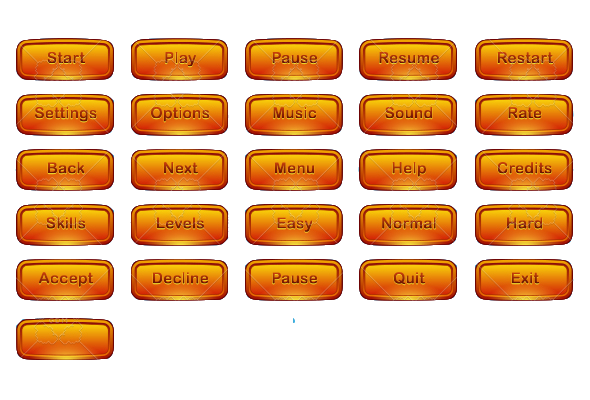 Start Play Pause Resume Restart
Settings Options Music Sound Rate
Back Next Menu Help Credits
Skills Levels Easy Normal Hard
Accept Decline Pause Quit Exit